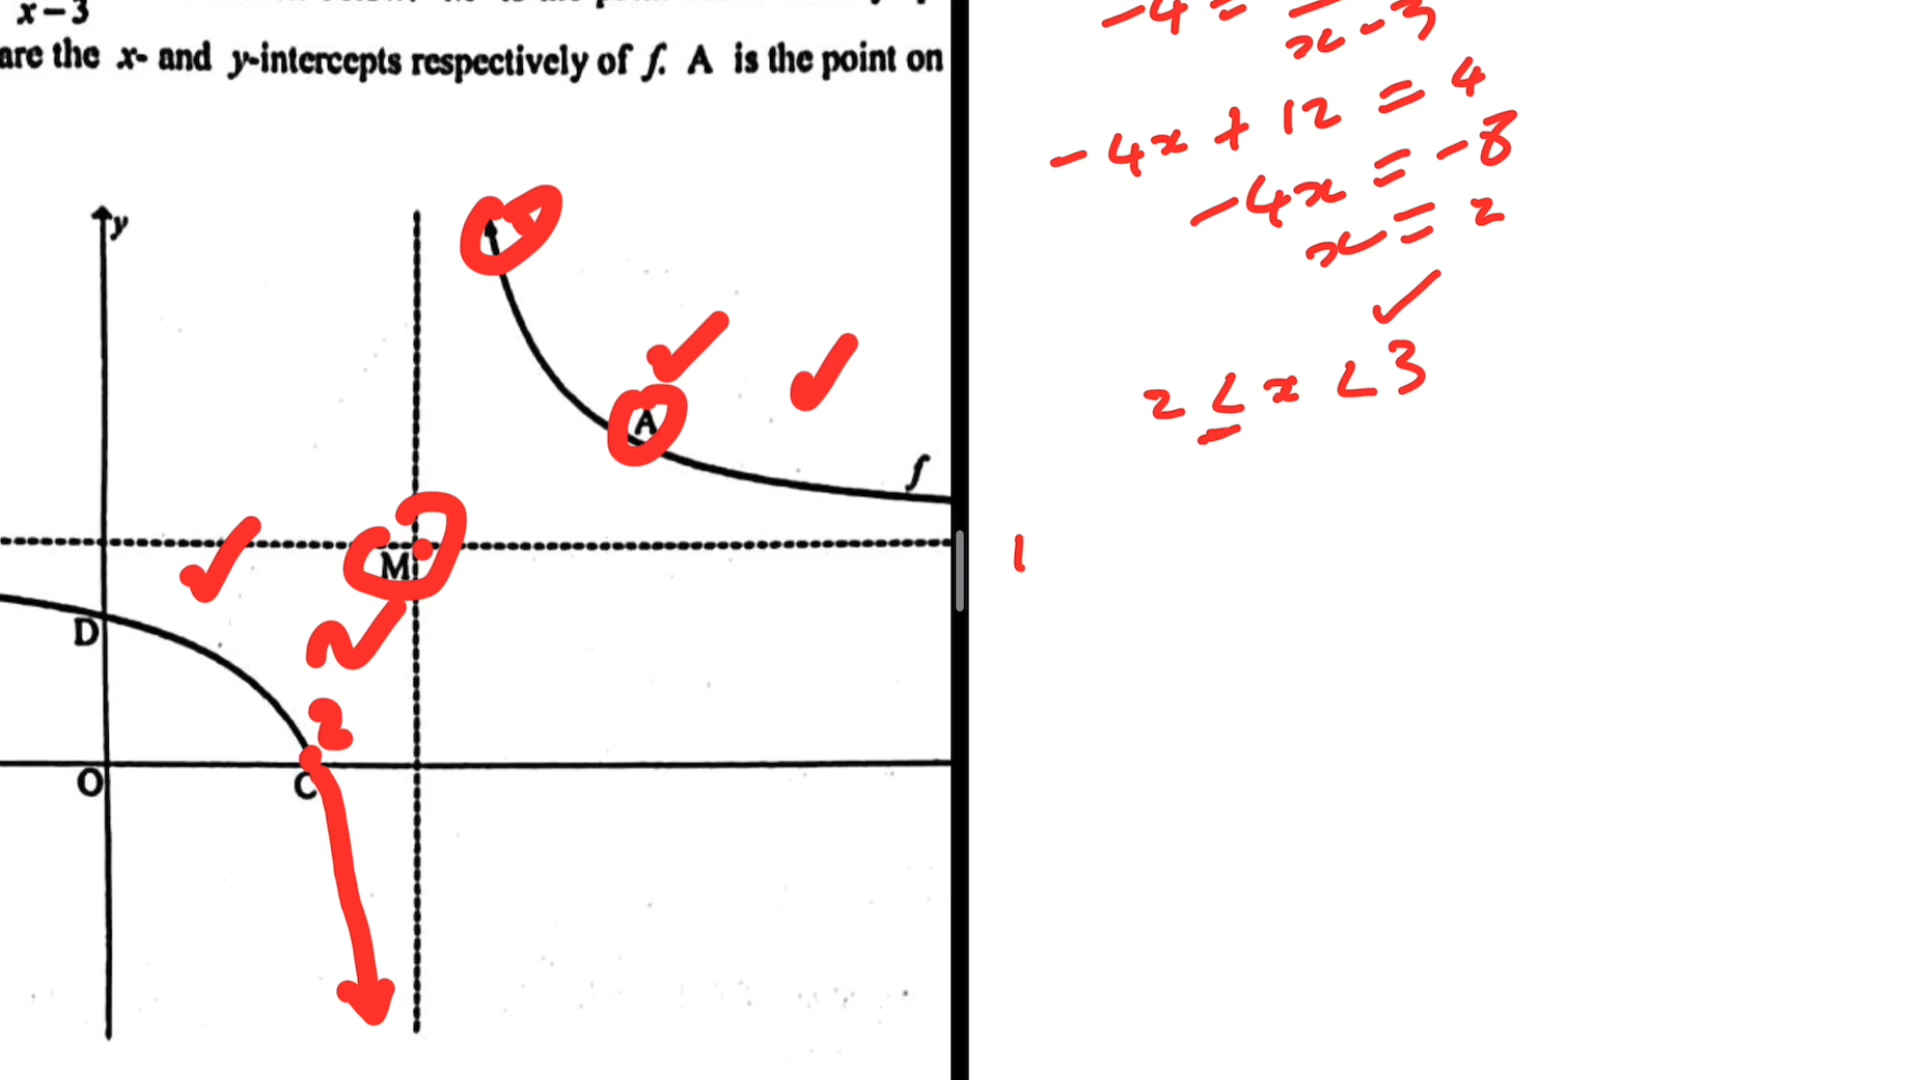 x-3
are the x- and y-intercepts respectively of f. A is the point on
y
A
f
M
D
2
O
C
-4 =
x-3
-4x + 12 = 4
-4x = -8
x = 2
2 ≤ x < 3
1